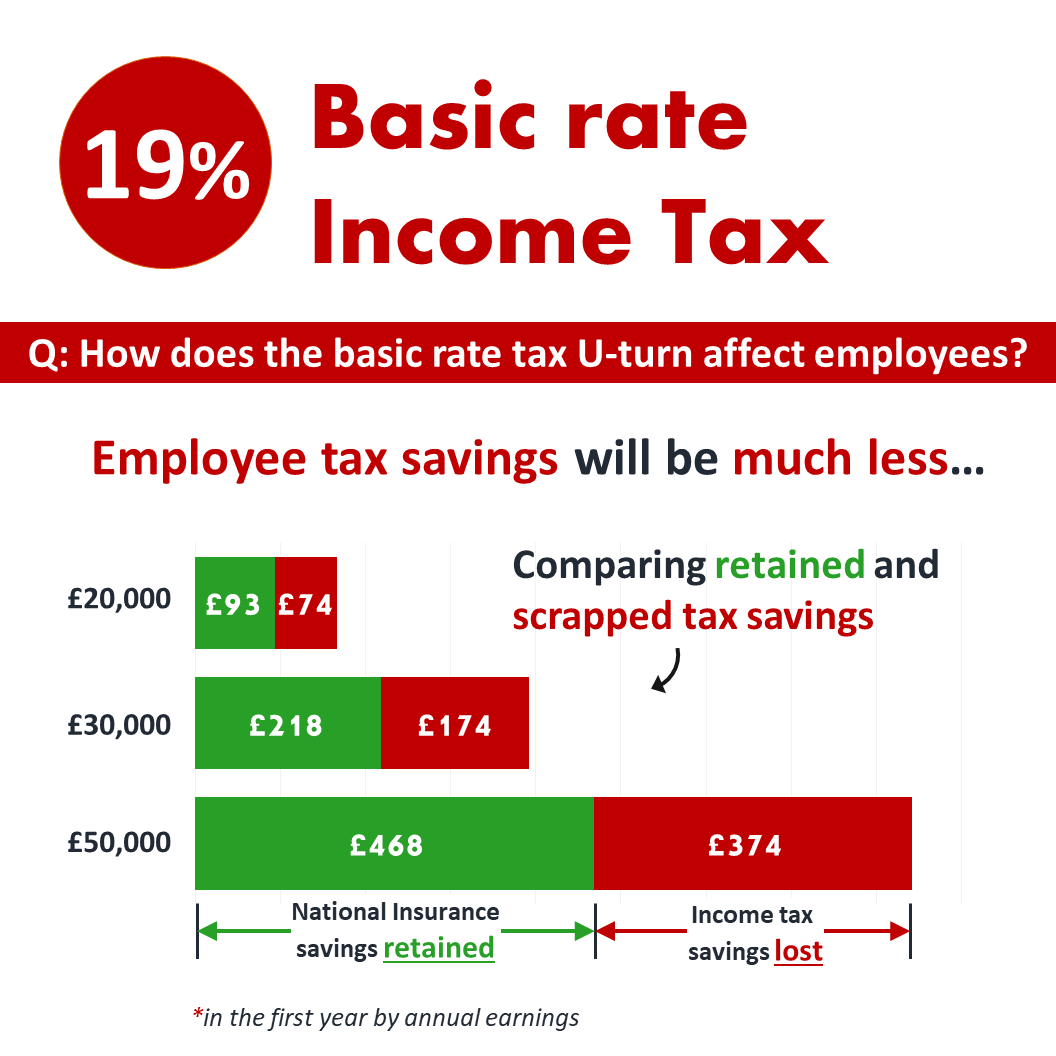 19%
Basic rate
Income Tax
Q: How does the basic rate tax U-turn affect employees?
Employee tax savings will be much less...
Comparing retained and
scrapped tax savings
£20,000
£93
£74
£30,000
£218
£174
£50,000
£468
£374
National Insurance
savings retained
Income tax
savings lost
*in the first year by annual earnings